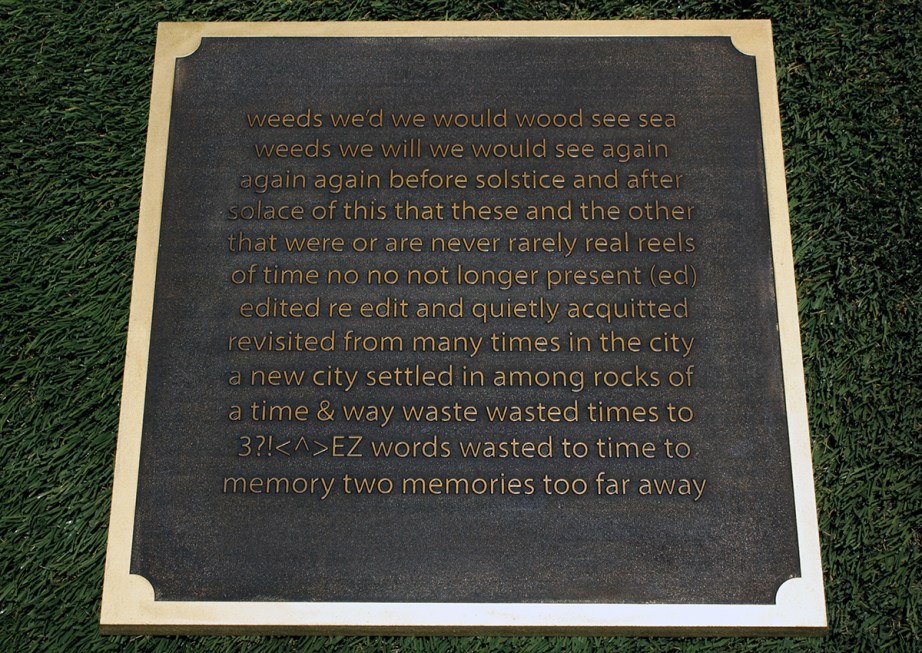 weeds we’d we would wood see sea
weeds we will we would see again
again again before solstice and after
solace of this that these and the other
that were or are never rarely real reels
of time no no not longer present (ed)
edited re edit and quietly acquitted
revisited from many times in the city
a new city settled in among rocks of
a time & way waste wasted times to
3?!<^>EZ words wasted to time to
memory two memories too far away